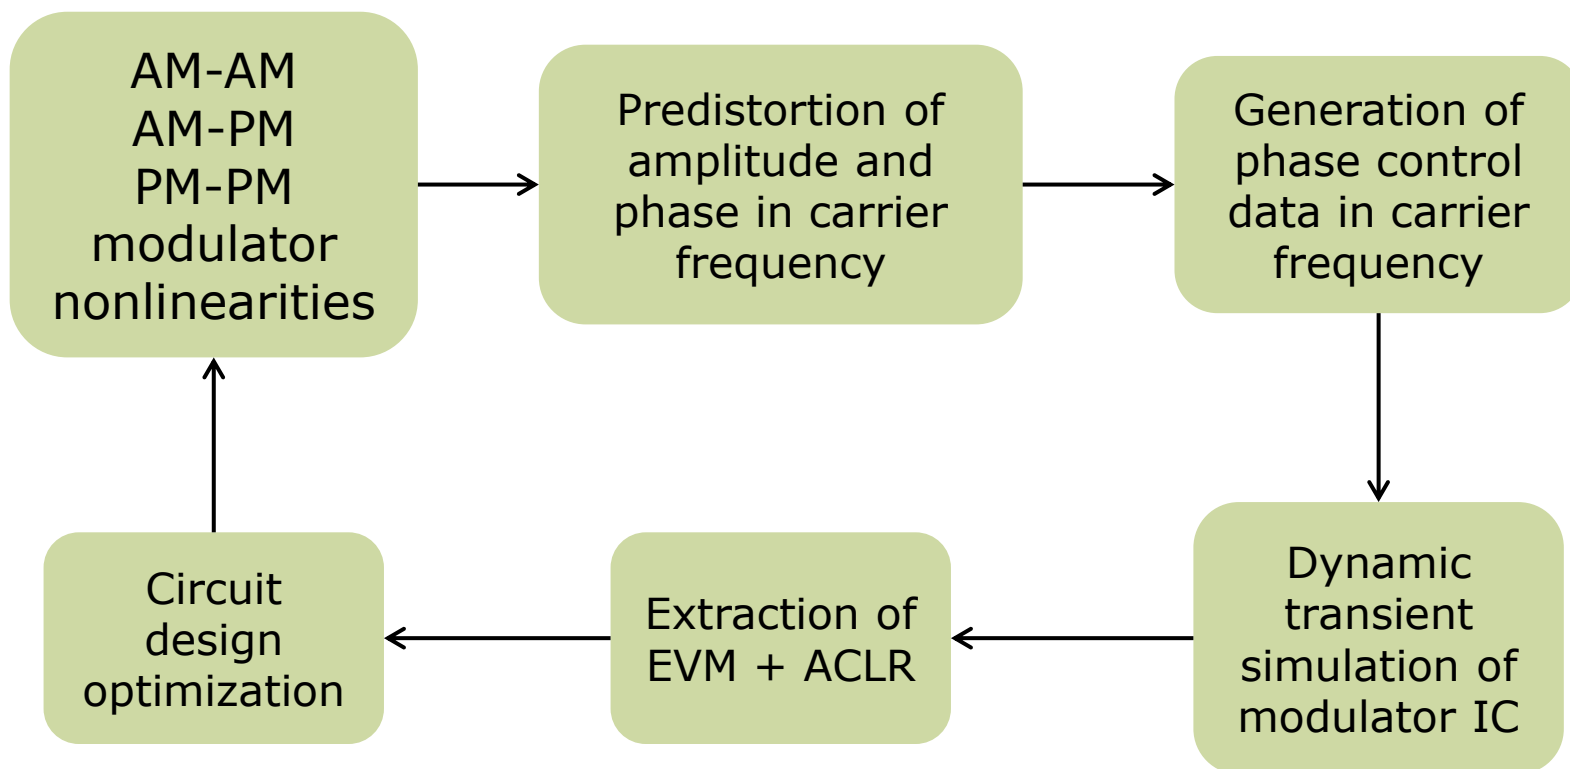 AM-AM
AM-PM
PM-PM
modulator
nonlinearities
Predistortion of
amplitude and
phase in carrier
frequency
Generation of
phase control
data in carrier
frequency
Dynamic
transient
simulation of
modulator IC
Extraction of
EVM + ACLR
Circuit
design
optimization